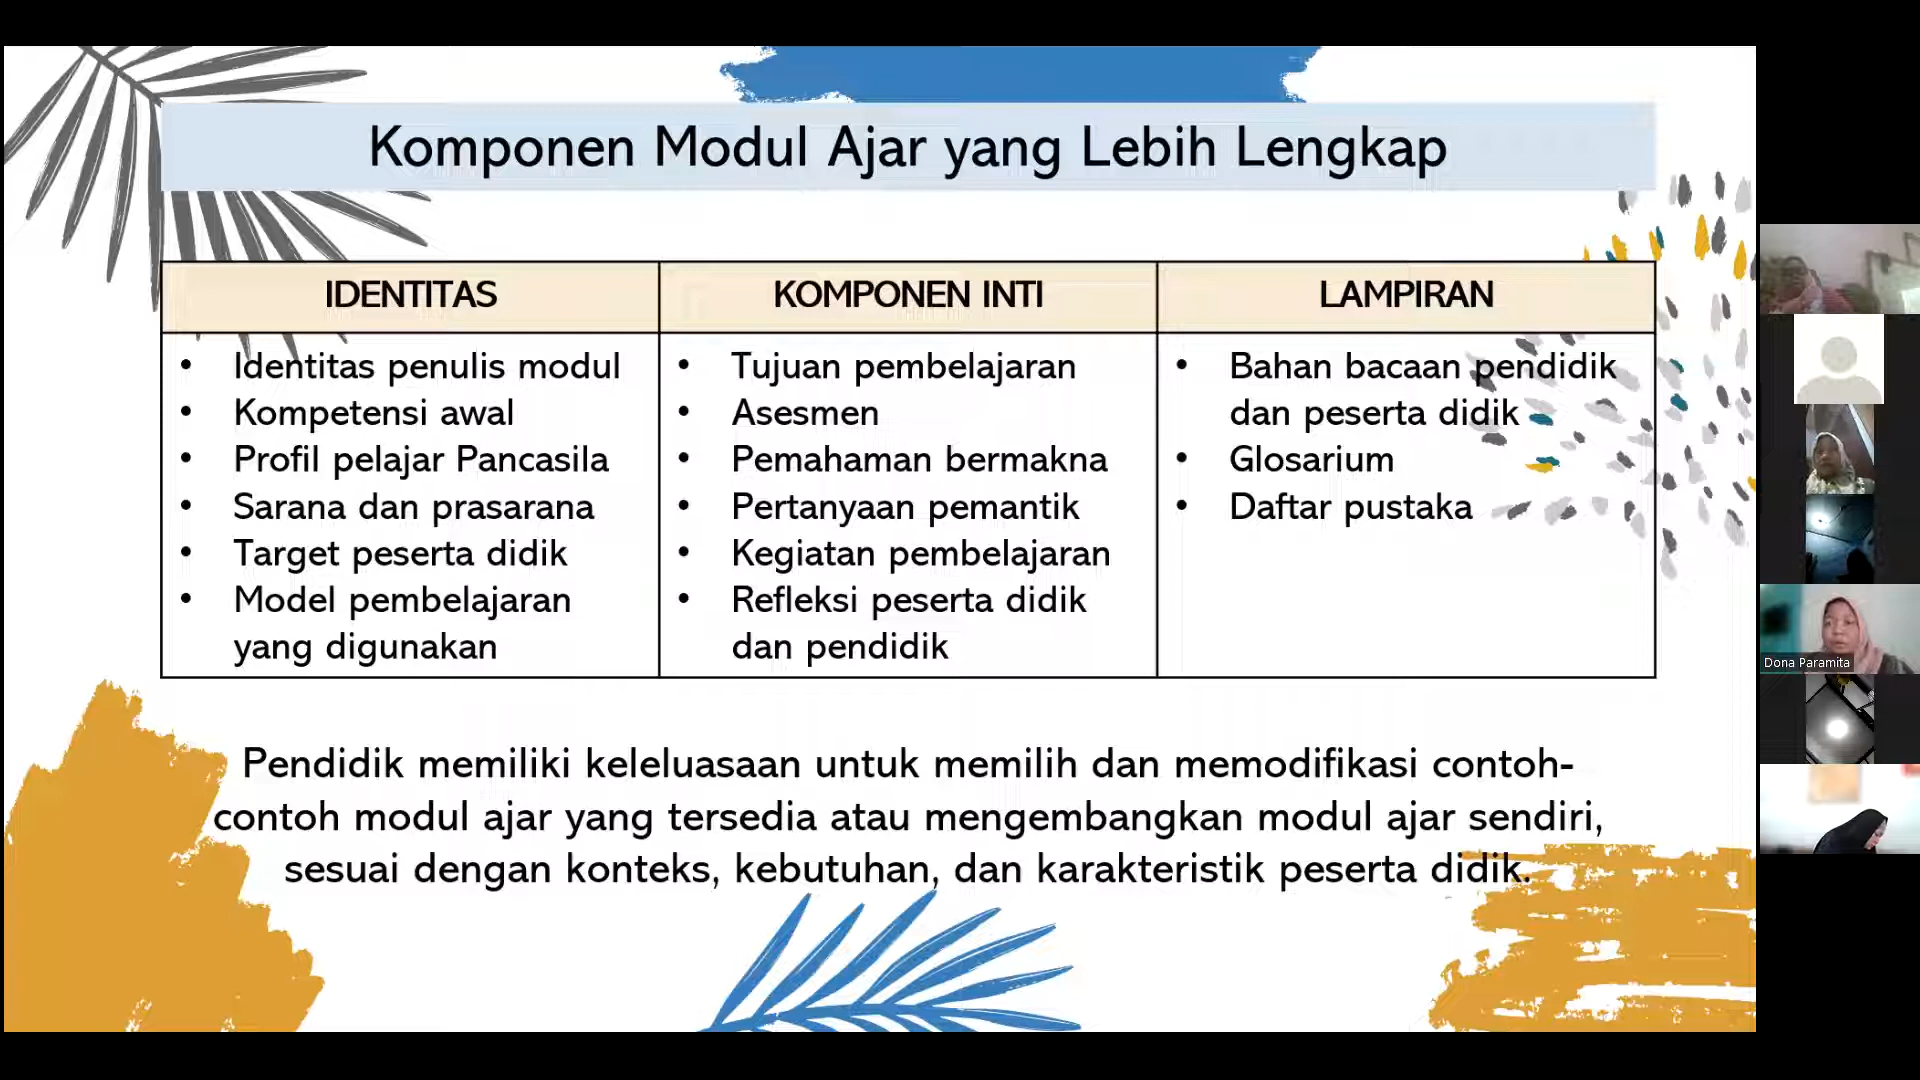 Komponen Modul Ajar yang Lebih Lengkap
IDENTITAS
• Identitas penulis modul
• Kompetensi awal
• Profil pelajar Pancasila
• Sarana dan prasarana
• Target peserta didik
• Model pembelajaran
yang digunakan
KOMPONEN INTI
• Tujuan pembelajaran
• Asesmen
• Pemahaman bermakna
• Pertanyaan pemantik
• Kegiatan pembelajaran
• Refleksi peserta didik
dan pendidik
LAMPIRAN
• Bahan bacaan pendidik
dan peserta didik
• Glosarium
• Daftar pustaka
Pendidik memiliki keleluasaan untuk memilih dan memodifikasi contoh-
contoh modul ajar yang tersedia atau mengembangkan modul ajar sendiri,
sesuai dengan konteks, kebutuhan, dan karakteristik peserta didik.
Dona Paramita